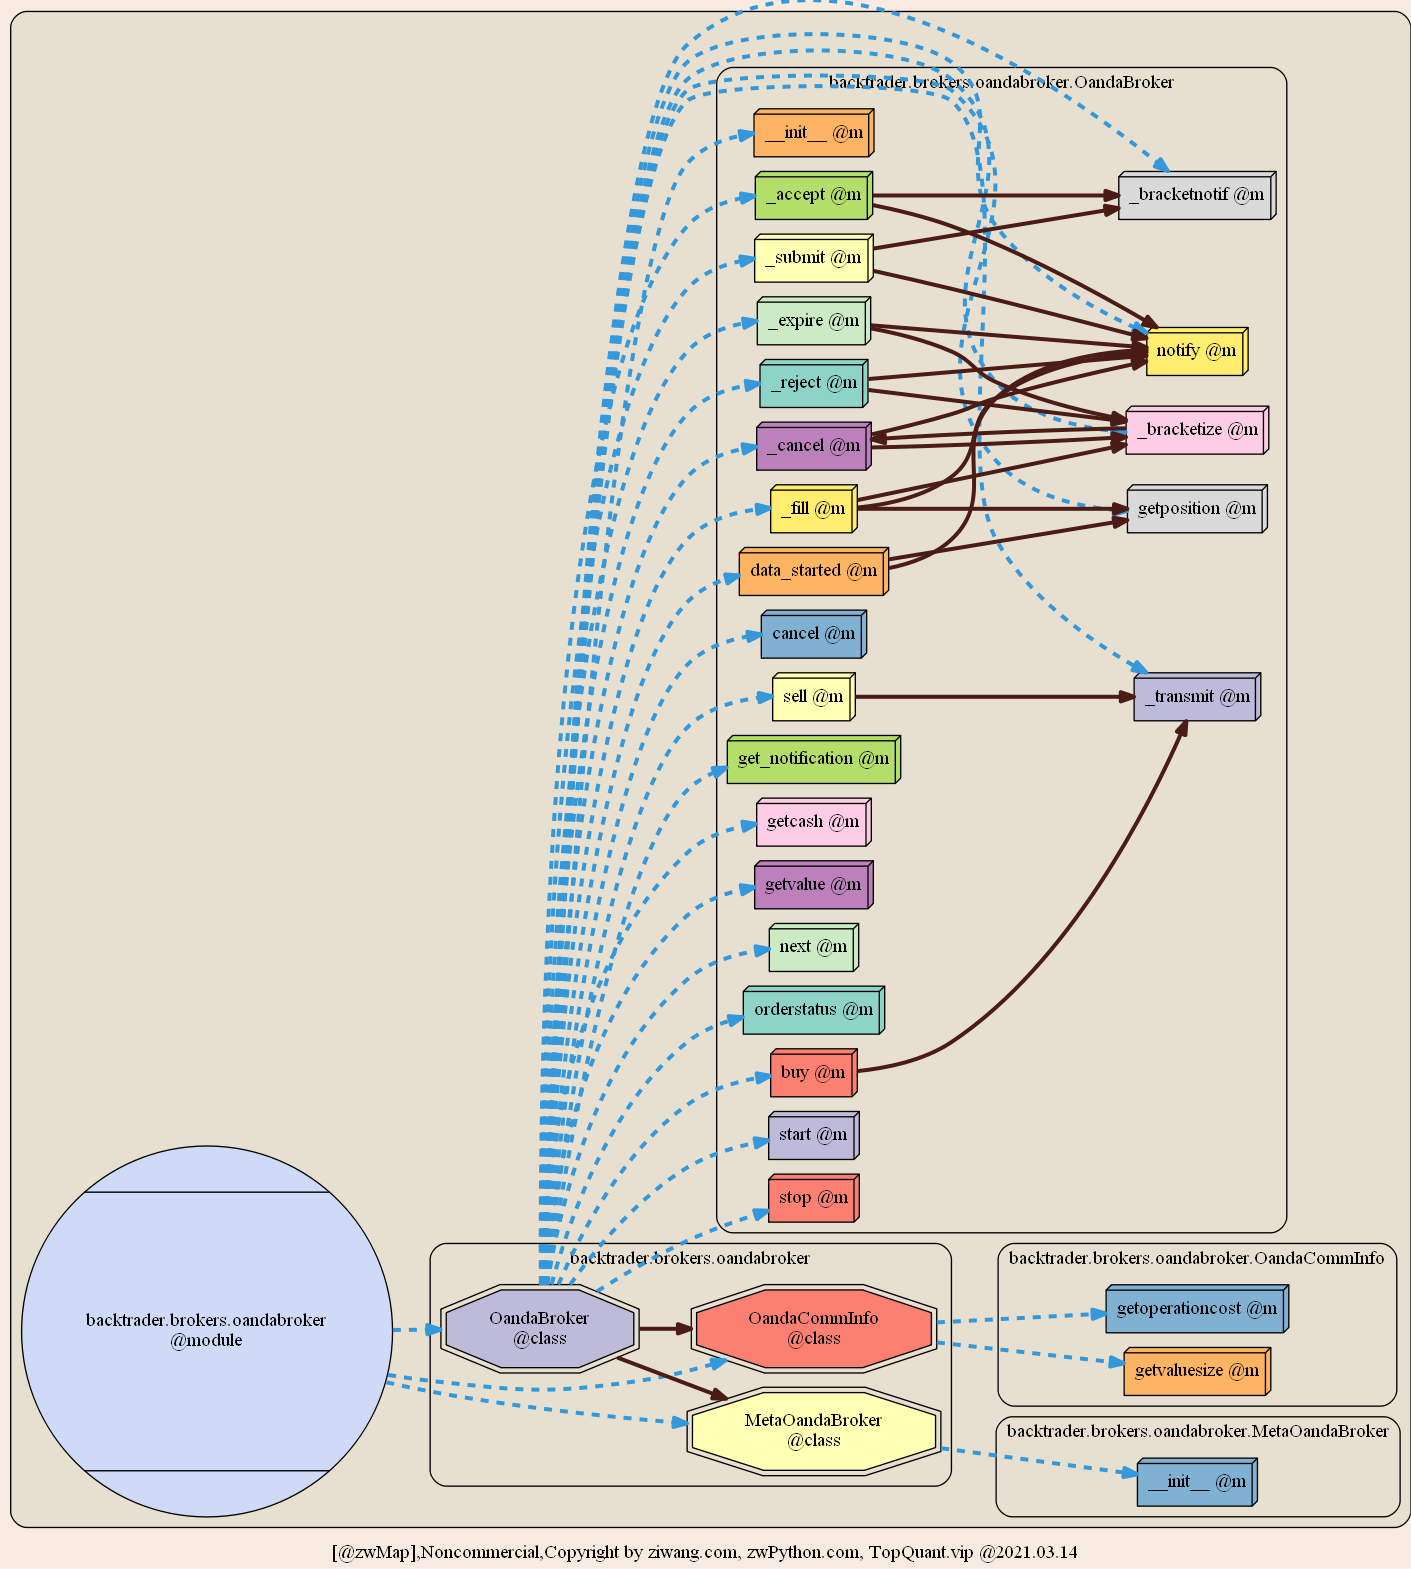 backtrader.brokers.oandabroker.OandaBroker
__init__ @m
_accept @m
_bracketnotif @m
_submit @m
_expire @m
notify @m
_reject @m
_cancel @m
_bracketize @m
_fill @m
getposition @m
data_started @m
cancel @m
sell @m
_transmit @m
get_notification @m
getcash @m
getvalue @m
next @m
orderstatus @m
buy @m
start @m
stop @m
backtrader.brokers.oandabroker
@module
backtrader.brokers.oandabroker
OandaBroker
@class
OandaCommInfo
@class
MetaOandaBroker
@class
backtrader.brokers.oandabroker.OandaCommInfo
getoperationcost @m
getvaluesize @m
backtrader.brokers.oandabroker.MetaOandaBroker
__init__ @m
[@zwMap],Noncommercial,Copyright by ziwang.com, zwPython.com, TopQuant.vip @2021.03.14